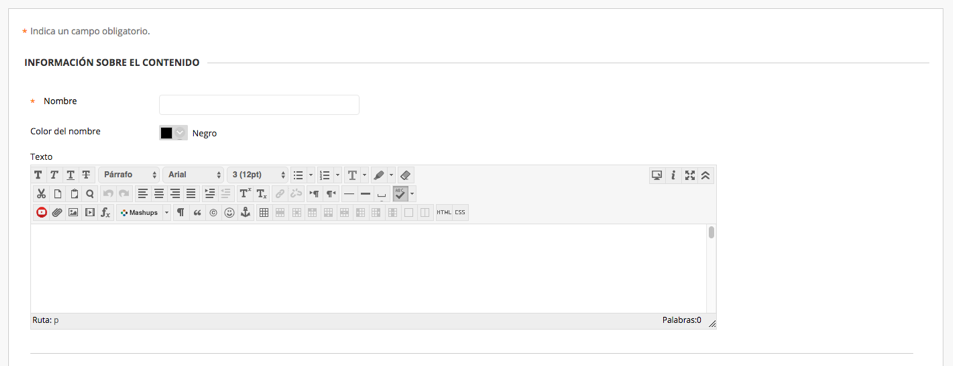 * Indica un campo obligatorio.
INFORMACIÓN SOBRE EL CONTENIDO
* Nombre
Color del nombre Negro
Texto
T T T T Párrafo Arial 3 (12pt) T i
Mashups HTML CSS
Ruta: p Palabras:0